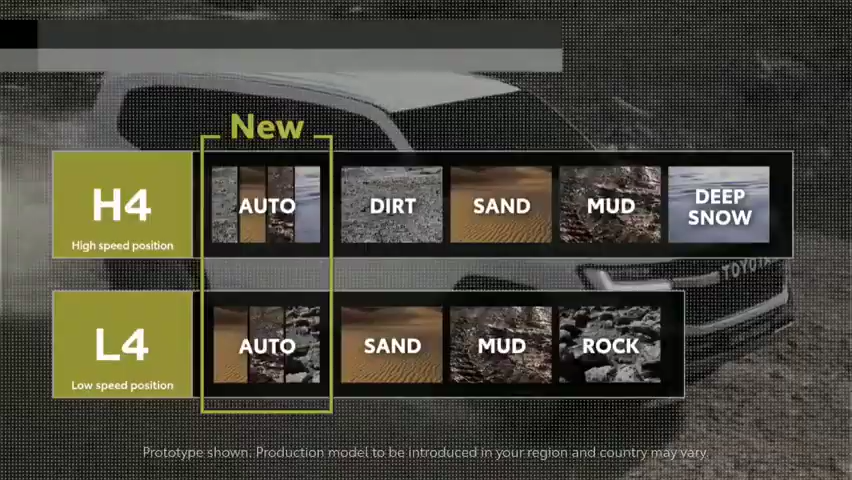 New
H4
High speed position
AUTO
DIRT
SAND
MUD
DEEP
SNOW
TOYOTA
L4
Low speed position
AUTO
SAND
MUD
ROCK
Prototype shown. Production model to be introduced in your region and country may vary.